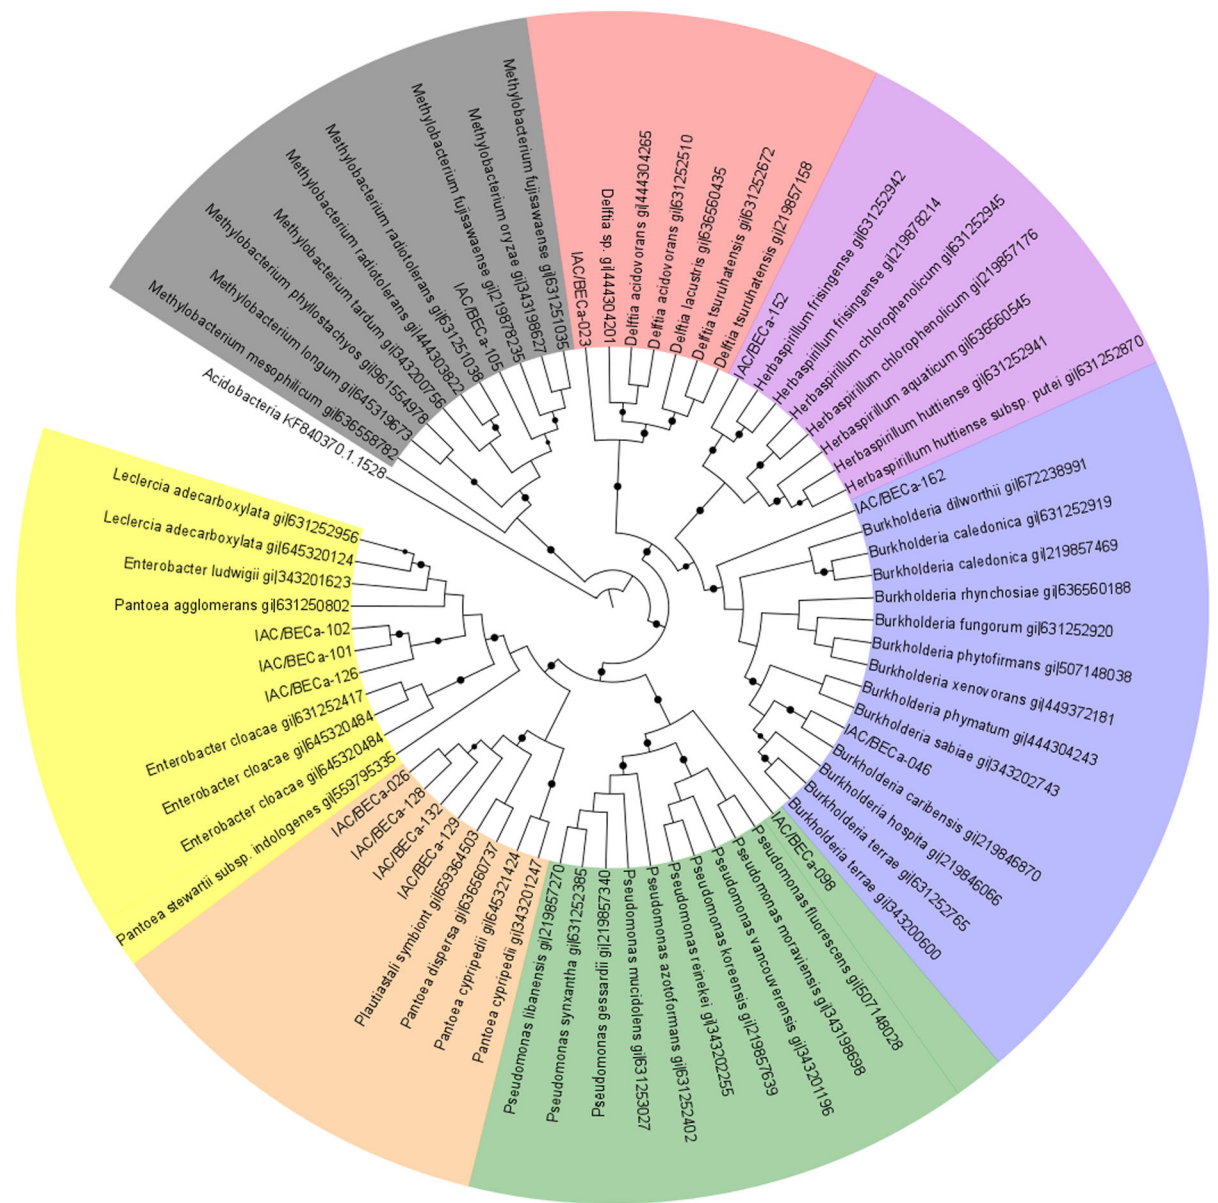 Acidobacteria KF840370.1.1528
Methylobacterium mesophilicum gi|636558782
Methylobacterium longum gi|645319673
Methylobacterium phyllostachyos gi|961554978
Methylobacterium tardum gi|343200756
Methylobacterium radiotolerans gi|444303822
Methylobacterium radiotolerans gi|631251038
IAC/BECa-105
Methylobacterium fujisawaense gi|219878235
Methylobacterium oryzae gi|343198627
Methylobacterium fujisawaense gi|631251035
IAC/BECa-023
Delftia sp. gi|444304201
Delftia acidovorans gi|444304265
Delftia acidovorans gi|631252510
Delftia lacustris gi|636560435
Delftia tsuruhatensis gi|631252672
Delftia tsuruhatensis gi|219857158
IAC/BECa-152
Herbaspirillum frisingense gi|631252942
Herbaspirillum frisingense gi|219878214
Herbaspirillum chlorophenolicum gi|631252945
Herbaspirillum chlorophenolicum gi|219857176
Herbaspirillum aquaticum gi|636560545
Herbaspirillum huttiense gi|631252941
Herbaspirillum huttiense subsp. putei gi|631252870
IAC/BECa-162
Burkholderia dilworthii gi|672238991
Burkholderia caledonica gi|631252919
Burkholderia caledonica gi|219857469
Burkholderia rhynchosiae gi|636560188
Burkholderia fungorum gi|631252920
Burkholderia phytofirmans gi|507148038
Burkholderia xenovorans gi|449372181
Burkholderia phymatum gi|444304243
Burkholderia sabiae gi|343202743
IAC/BECa-046
Burkholderia caribensis gi|219846870
Burkholderia hospita gi|219846066
Burkholderia terrae gi|631252765
Burkholderia terrae gi|343200600
IAC/BECa-098
Pseudomonas fluorescens gi|507148028
Pseudomonas moraviensis gi|343198698
Pseudomonas vancouverensis gi|343201196
Pseudomonas koreensis gi|219857639
Pseudomonas reinekei gi|343202255
Pseudomonas azotoformans gi|631252402
Pseudomonas mucidolens gi|631253027
Pseudomonas gessardii gi|219857340
Pseudomonas synxantha gi|631252385
Pseudomonas libanensis gi|219857270
Pantoea cypripedii gi|343201247
Pantoea cypripedii gi|645321424
Pantoea dispersa gi|636560737
Plautiastali symbiont gi|659364503
IAC/BECa-129
IAC/BECa-132
IAC/BECa-128
IAC/BECa-026
Pantoea stewartii subsp. indologenes gi|559795335
Enterobacter cloacae gi|645320484
Enterobacter cloacae gi|645320484
Enterobacter cloacae gi|631252417
IAC/BECa-126
IAC/BECa-101
IAC/BECa-102
Pantoea agglomerans gi|631250802
Enterobacter ludwigii gi|343201623
Leclercia adecarboxylata gi|645320124
Leclercia adecarboxylata gi|631252956